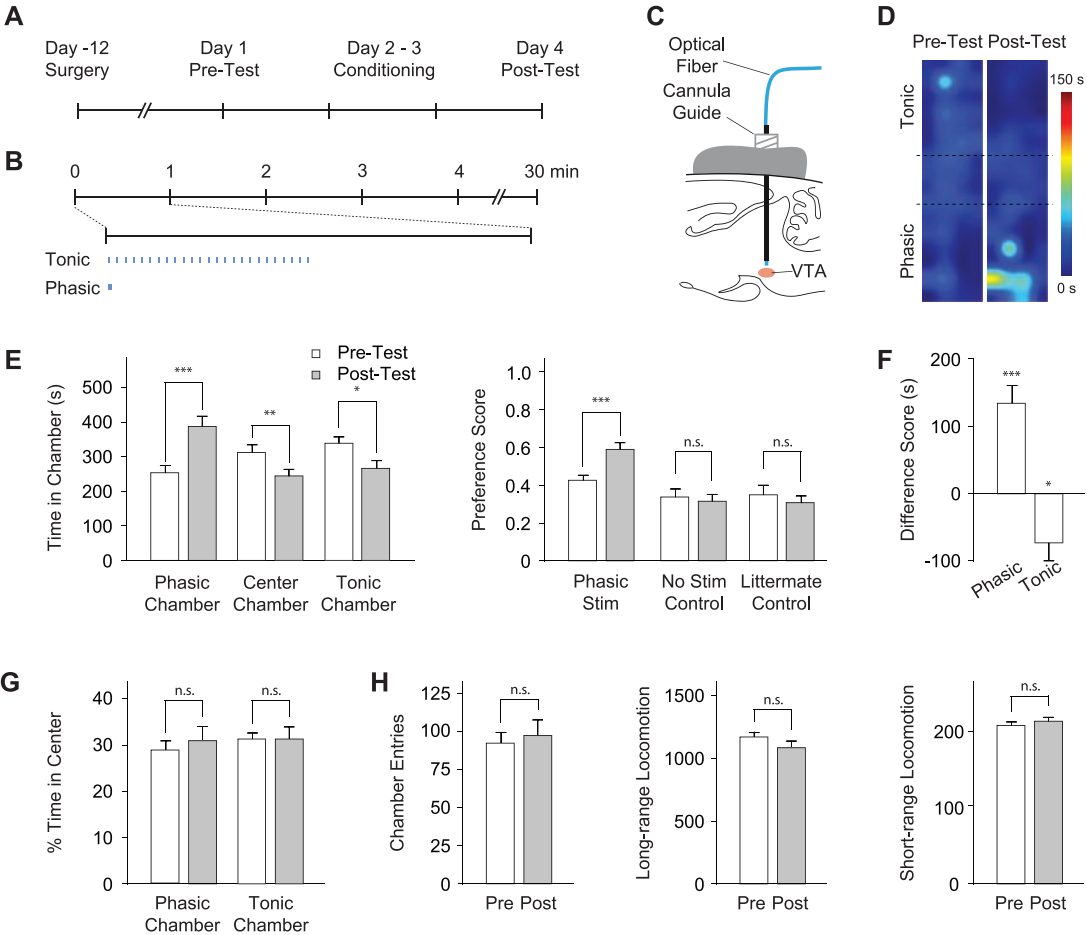 A
Day -12
Surgery
Day 1
Pre-Test
Day 2 - 3
Conditioning
Day 4
Post-Test
B
0 1 2 3 4 30 min
Tonic
Phasic
C
Optical
Fiber
Cannula
Guide
VTA
D
Pre-Test Post-Test
Tonic
Phasic
150 s
0 s
E
Pre-Test
Post-Test
Time in Chamber (s)
500
400
300
200
100
0
***
**
*
Phasic
Chamber
Center
Chamber
Tonic
Chamber
Preference Score
1.0
0.8
0.6
0.4
0.2
0
***
n.s.
n.s.
Phasic
Stim
No Stim
Control
Littermate
Control
F
Difference Score (s)
200
100
0
-100
***
*
Phasic
Tonic
G
% Time in Center
40
30
20
10
0
n.s.
n.s.
Phasic
Chamber
Tonic
Chamber
H
Chamber Entries
125
100
75
50
25
0
n.s.
Pre Post
Long-range Locomotion
1500
1000
500
0
n.s.
Pre Post
Short-range Locomotion
200
100
0
n.s.
Pre Post